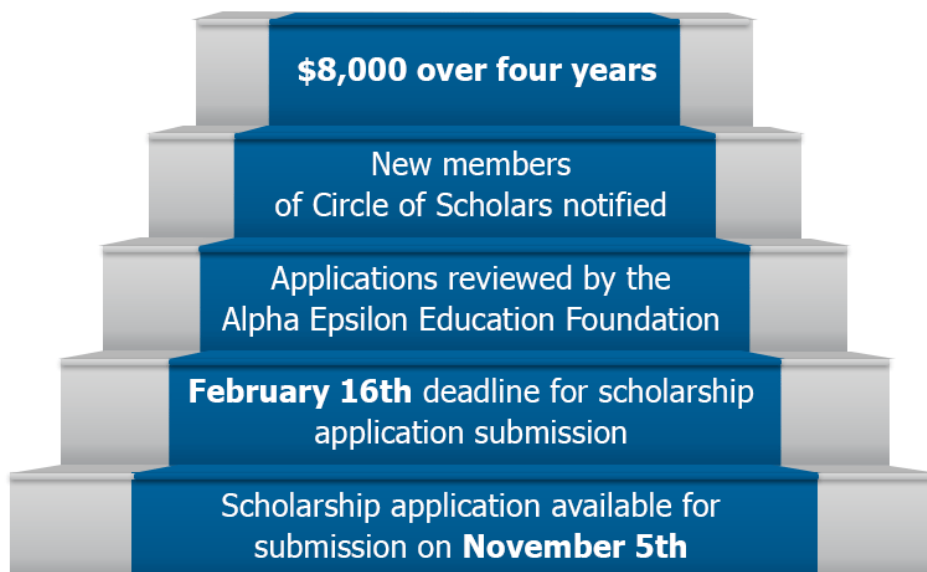 $8,000 over four years
New members
of Circle of Scholars notified
Applications reviewed by the
Alpha Epsilon Education Foundation
February 16th deadline for scholarship
application submission
Scholarship application available for
submission on November 5th